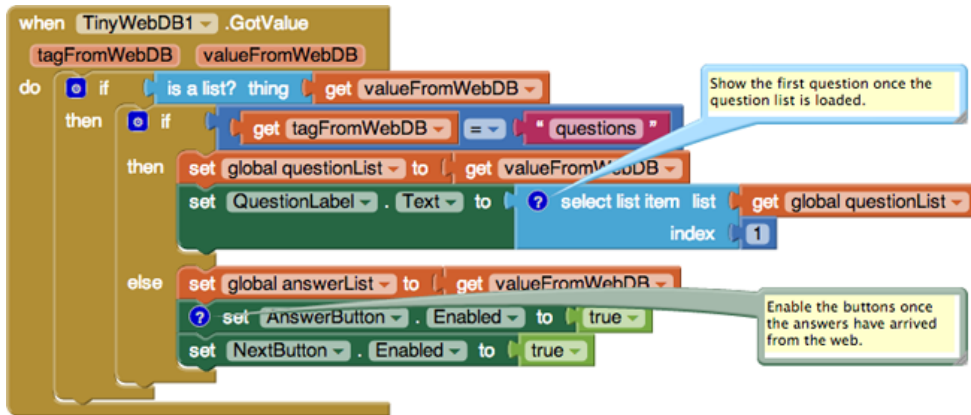 when TinyWebDB1 .GotValue
tagFromWebDB valueFromWebDB
do if is a list? thing get valueFromWebDB
then if get tagFromWebDB = " questions "
then set global questionList to get valueFromWebDB
set QuestionLabel . Text to ? select list item list get global questionList
index 1
else set global answerList to get valueFromWebDB
? set AnswerButton . Enabled to true
set NextButton . Enabled to true
Show the first question once the
question list is loaded.
Enable the buttons once
the answers have arrived
from the web.